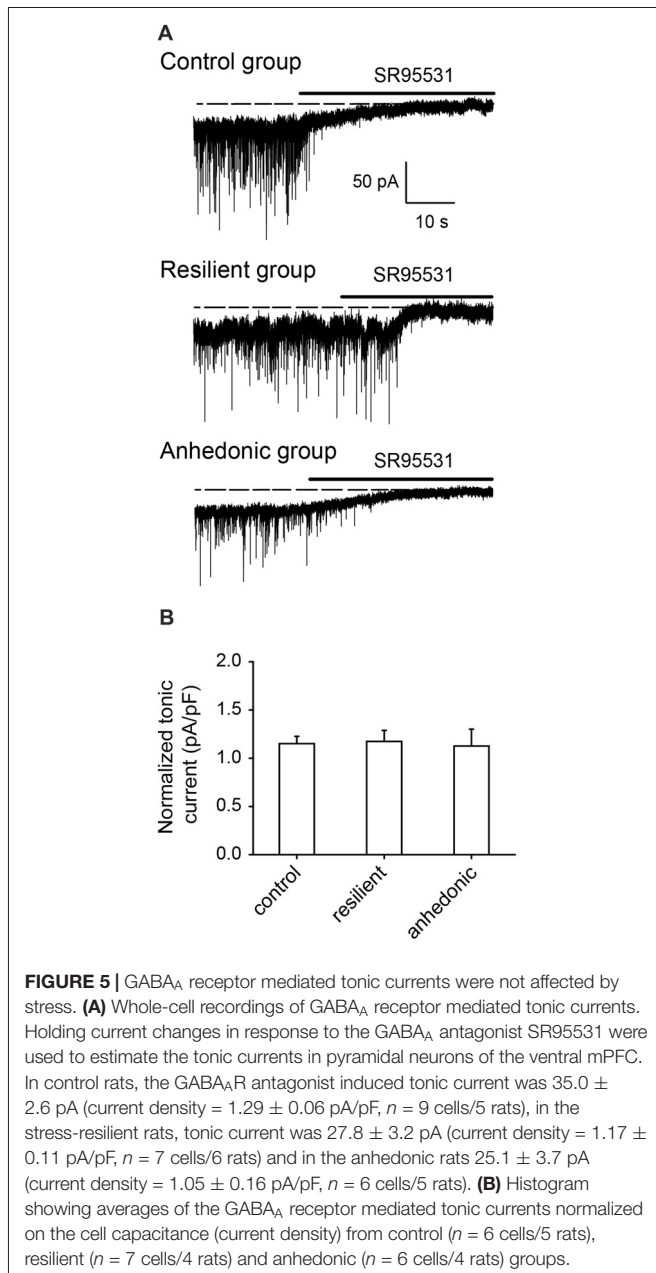 A
Control group
SR95531
50 pA
10 s
Resilient group
SR95531
Anhedonic group
SR95531
B
Normalized tonic
current (pA/pF)
2.0
1.5
1.0
0.5
0.0
control
resilient
anhedonic
FIGURE 5 | GABAA receptor mediated tonic currents were not affected by
stress. (A) Whole-cell recordings of GABAA receptor mediated tonic currents.
Holding current changes in response to the GABAA antagonist SR95531 were
used to estimate the tonic currents in pyramidal neurons of the ventral mPFC.
In control rats, the GABAAR antagonist induced tonic current was 35.0 ±
2.6 pA (current density = 1.29 ± 0.06 pA/pF, n = 9 cells/5 rats), in the
stress-resilient rats, tonic current was 27.8 ± 3.2 pA (current density = 1.17 ±
0.11 pA/pF, n = 7 cells/6 rats) and in the anhedonic rats 25.1 ± 3.7 pA
(current density = 1.05 ± 0.16 pA/pF, n = 6 cells/5 rats). (B) Histogram
showing averages of the GABAA receptor mediated tonic currents normalized
on the cell capacitance (current density) from control (n = 6 cells/5 rats),
resilient (n = 7 cells/4 rats) and anhedonic (n = 6 cells/4 rats) groups.